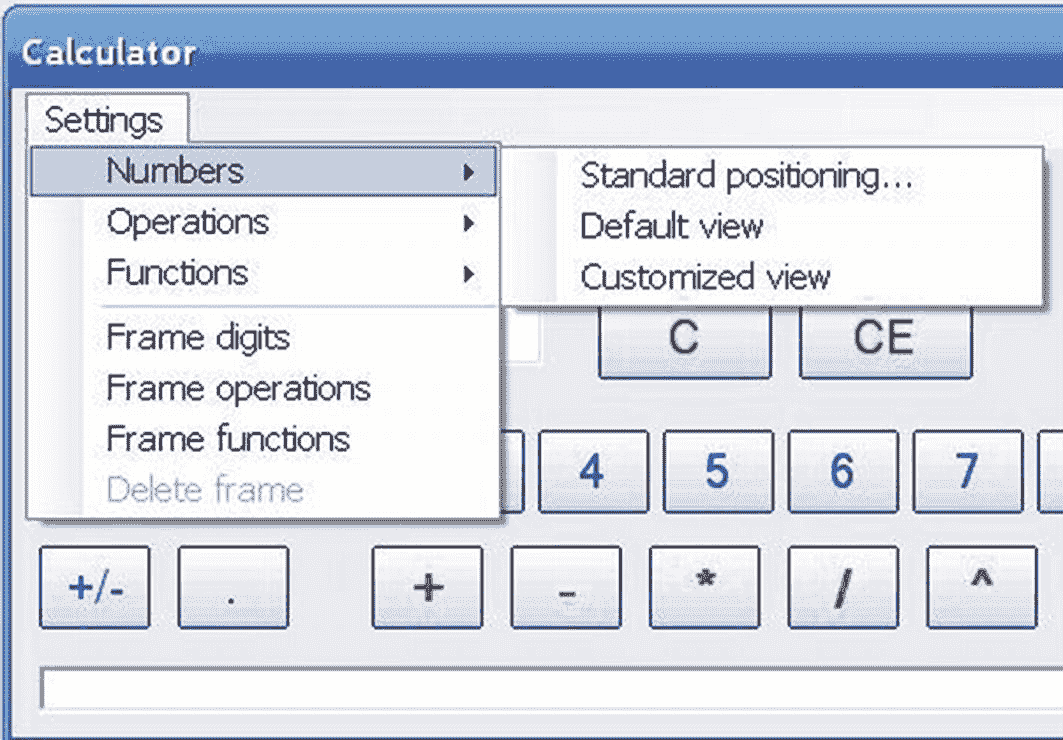 Calculator
Settings
Numbers
Standard positioning...
Operations
Default view
Functions
Customized view
Frame digits
C CE
Frame operations
Frame functions
4 5 6 7
Delete frame
+/- . + - * / ^